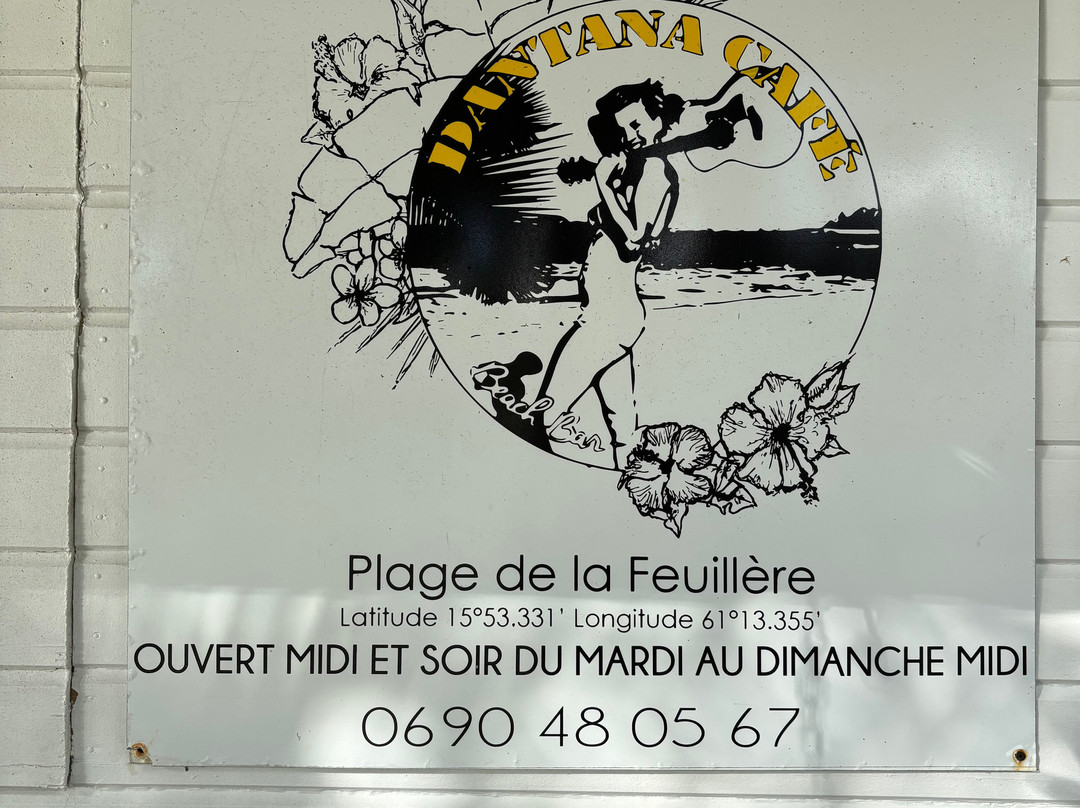 DANTANA CAFÉ
Beach
Plage de la Feuillère
Latitude 15°53.331' Longitude 61°13.355'
OUVERT MIDI ET SOIR DU MARDI AU DIMANCHE MIDI
0690 48 05 67